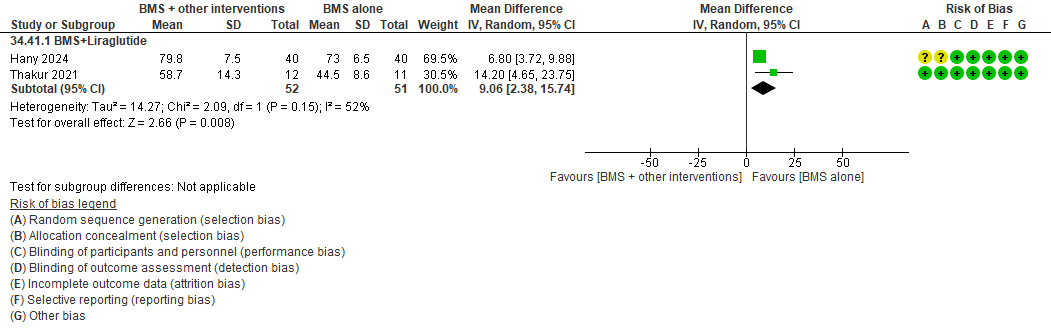 BMS + other interventions BMS alone Mean Difference Mean Difference Risk of Bias
Study or Subgroup Mean SD Total Mean SD Total Weight IV, Random, 95% CI IV, Random, 95% CI A B C D E F G
34.41.1 BMS+Liraglutide
Hany 2024 79.8 7.5 40 73 6.5 40 69.5% 6.80 [3.72, 9.88] ? ? + + + + +
Thakur 2021 58.7 14.3 12 44.5 8.6 11 30.5% 14.20 [4.65, 23.75] + + + + + + +
Subtotal (95% CI) 52 51 100.0% 9.06 [2.38, 15.74]
Heterogeneity: Tau² = 14.27; Chi² = 2.09, df = 1 (P = 0.15); I² = 52%
Test for overall effect: Z = 2.66 (P = 0.008)
-50 -25 0 25 50
Favours [BMS + other interventions] Favours [BMS alone]
Test for subgroup differences: Not applicable
Risk of bias legend
(A) Random sequence generation (selection bias)
(B) Allocation concealment (selection bias)
(C) Blinding of participants and personnel (performance bias)
(D) Blinding of outcome assessment (detection bias)
(E) Incomplete outcome data (attrition bias)
(F) Selective reporting (reporting bias)
(G) Other bias